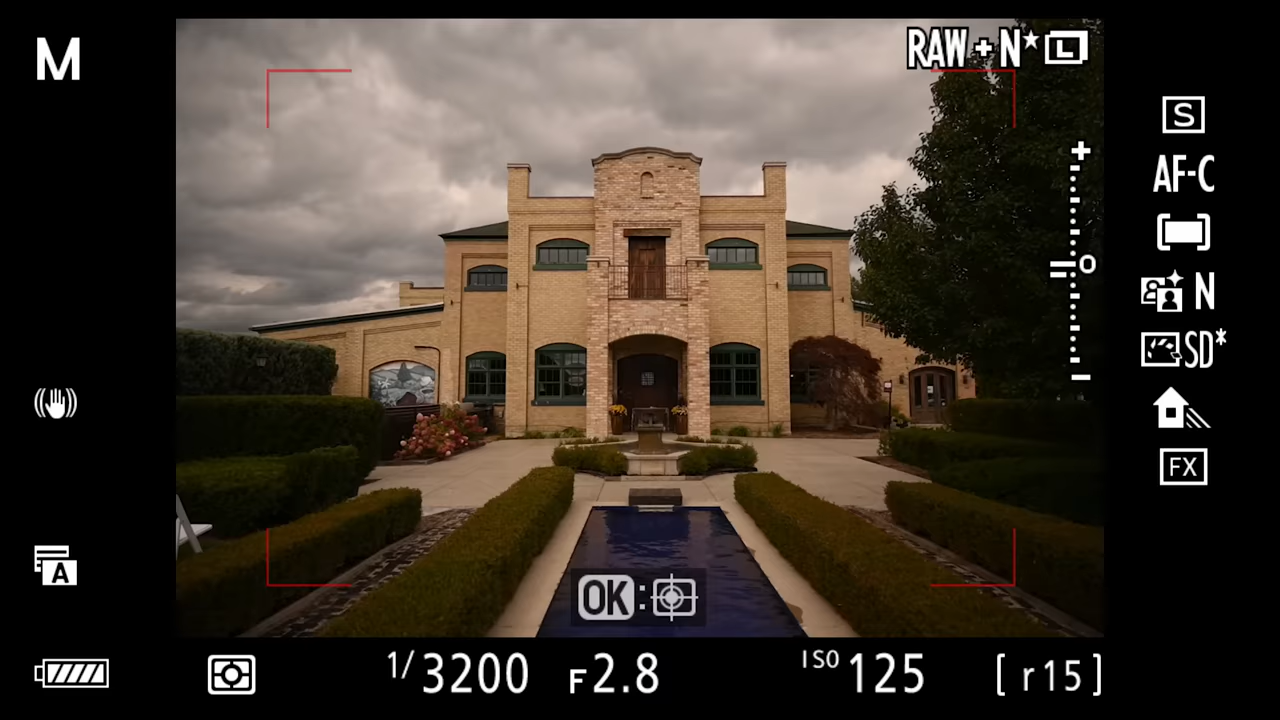 M
RAW+N★ L
S
AF-C
N
SD*
FX
A
OK:
1/3200 F2.8 ISO 125 [r15]